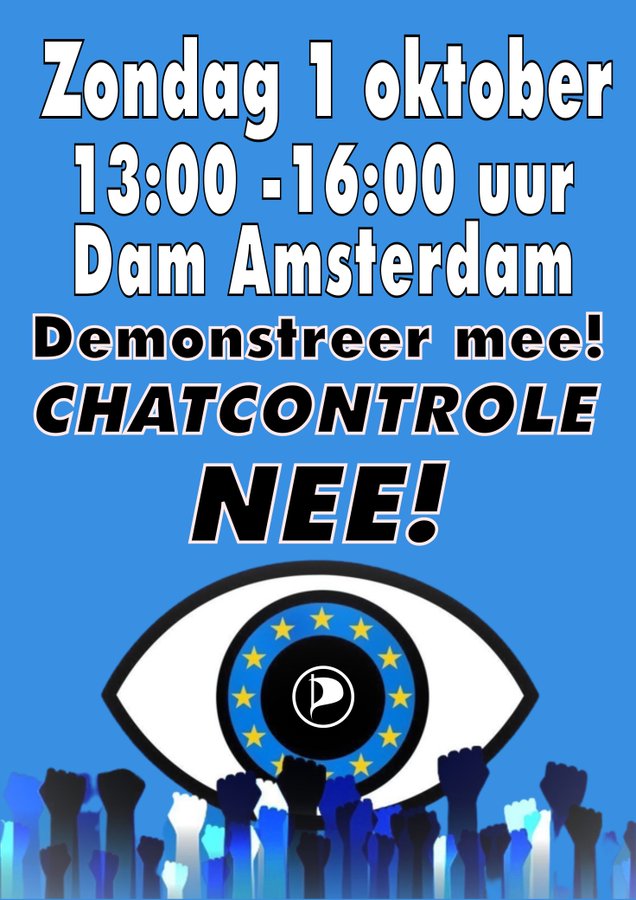 Zondag 1 oktober
13:00 -16:00 uur
Dam Amsterdam
Demonstreer mee!
CHATCONTROLE
NEE!